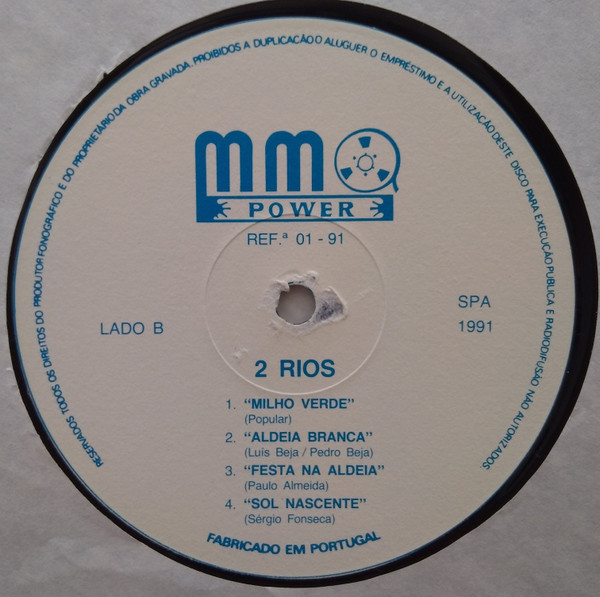 RESERVADOS TODOS OS DIREITOS DO PRODUTOR FONOGRÁFICO E DO PROPRIETÁRIO DA OBRA GRAVADA. PROIBIDOS A DUPLICAÇÃO O ALUGUER O EMPRÉSTIMO E A UTILIZAÇÃO DESTE DISCO PARA EXECUÇÃO PUBLICA E RADIODIFUSÃO NÃO AUTORIZADOS
mmo
POWER
REF.ª 01 - 91
LADO B
SPA
1991
2 RIOS
1. “MILHO VERDE”
(Popular)
2. “ALDEIA BRANCA”
(Luís Beja / Pedro Beja)
3. “FESTA NA ALDEIA”
(Paulo Almeida)
4. “SOL NASCENTE”
(Sérgio Fonseca)
FABRICADO EM PORTUGAL